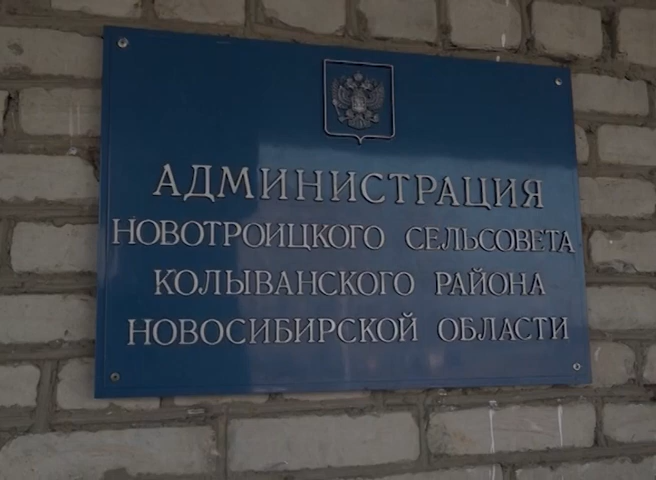 АДМИНИСТРАЦИЯ
НОВОТРОИЦКОГО СЕЛЬСОВЕТА
КОЛЫВАНСКОГО РАЙОНА
НОВОСИБИРСКОЙ ОБЛАСТИ